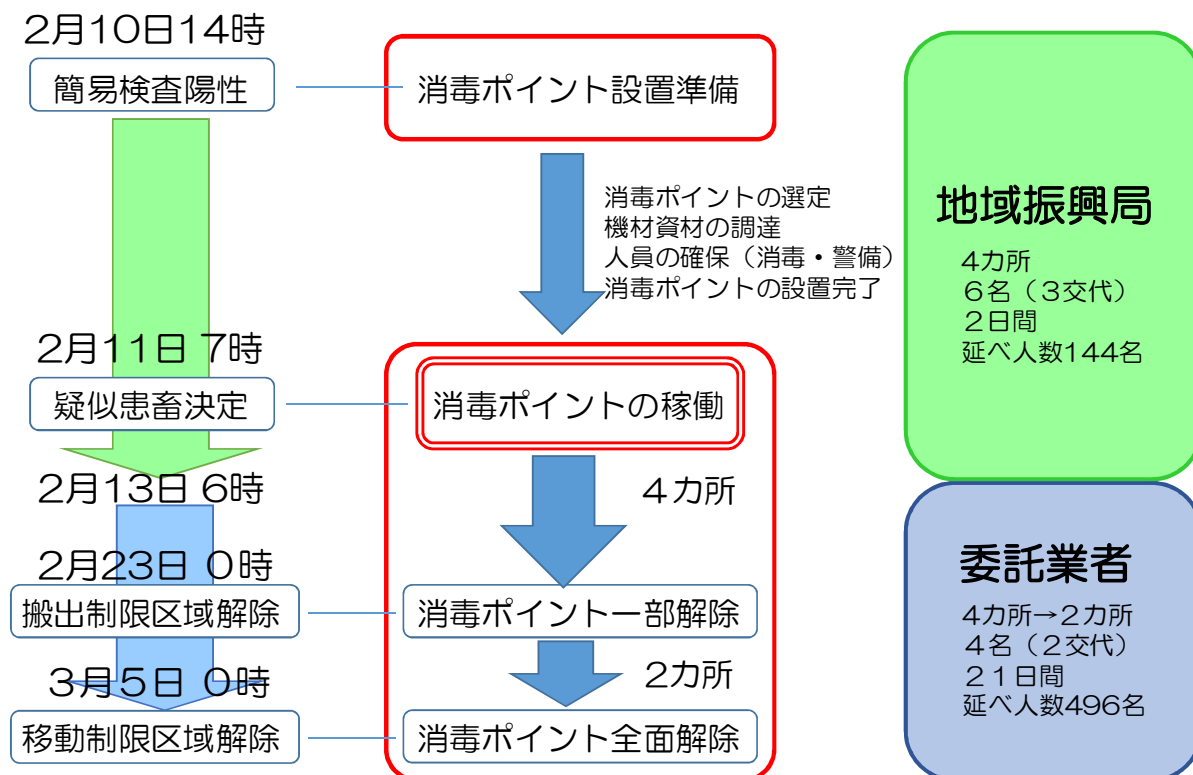 2月10日14時
簡易検査陽性
消毒ポイント設置準備
消毒ポイントの選定
機材資材の調達
人員の確保（消毒・警備）
消毒ポイントの設置完了
地域振興局
4カ所
６名（３交代）
２日間
延べ人数144名
2月11日 7時
疑似患畜決定
消毒ポイントの稼働
４カ所
2月13日 6時
2月23日 ０時
搬出制限区域解除
消毒ポイント一部解除
2カ所
３月５日 ０時
移動制限区域解除
消毒ポイント全面解除
委託業者
4カ所→２カ所
４名（２交代）
２１日間
延べ人数496名